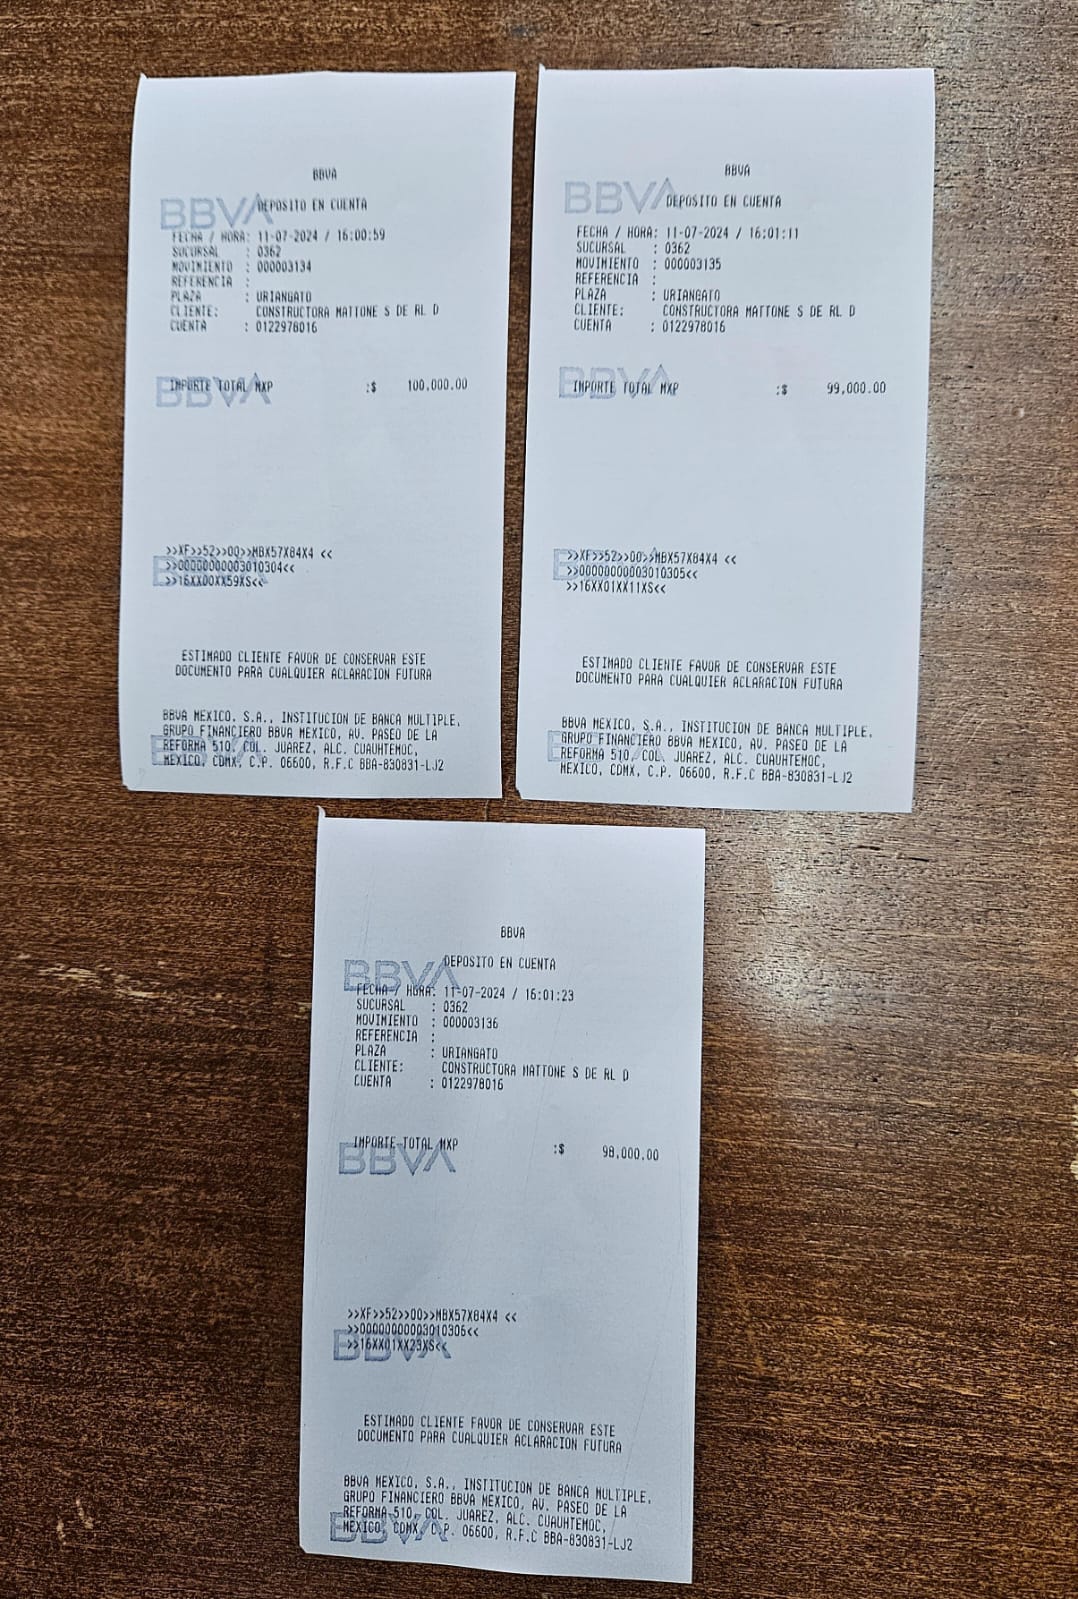 BBVA
BBVA DEPOSITO EN CUENTA
FECHA / HORA: 11-07-2024 / 16:00:59
SUCURSAL : 0362
MOVIMIENTO : 000003134
REFERENCIA :
PLAZA : URIANGATO
CLIENTE: CONSTRUCTORA MATTONE S DE RL D
CUENTA : 0122978016
IMPORTE TOTAL MXP :$ 100,000.00
BBVA
>>XF>>52>>00>>MBX57X84X4 <<
>>00000000003010304<<
>>16XX00XX59XS<<
BBVA
ESTIMADO CLIENTE FAVOR DE CONSERVAR ESTE
DOCUMENTO PARA CUALQUIER ACLARACION FUTURA
BBVA MEXICO, S.A., INSTITUCION DE BANCA MULTIPLE,
GRUPO FINANCIERO BBVA MEXICO, AV. PASEO DE LA
REFORMA 510, COL. JUAREZ, ALC. CUAUHTEMOC,
MEXICO, CDMX, C.P. 06600, R.F.C BBA-830831-LJ2
BBVA
BBVA
BBVA DEPOSITO EN CUENTA
FECHA / HORA: 11-07-2024 / 16:01:11
SUCURSAL : 0362
MOVIMIENTO : 000003135
REFERENCIA :
PLAZA : URIANGATO
CLIENTE: CONSTRUCTORA MATTONE S DE RL D
CUENTA : 0122978016
IMPORTE TOTAL MXP :$ 99,000.00
BBVA
>>XF>>52>>00>>MBX57X84X4 <<
>>00000000003010305<<
>>16XX01XX11XS<<
BBVA
ESTIMADO CLIENTE FAVOR DE CONSERVAR ESTE
DOCUMENTO PARA CUALQUIER ACLARACION FUTURA
BBVA MEXICO, S.A., INSTITUCION DE BANCA MULTIPLE,
GRUPO FINANCIERO BBVA MEXICO, AV. PASEO DE LA
REFORMA 510, COL. JUAREZ, ALC. CUAUHTEMOC,
MEXICO, CDMX, C.P. 06600, R.F.C BBA-830831-LJ2
BBVA
BBVA
BBVA DEPOSITO EN CUENTA
FECHA / HORA: 11-07-2024 / 16:01:23
SUCURSAL : 0362
MOVIMIENTO : 000003136
REFERENCIA :
PLAZA : URIANGATO
CLIENTE: CONSTRUCTORA MATTONE S DE RL D
CUENTA : 0122978016
IMPORTE TOTAL MXP :$ 98,000.00
BBVA
>>XF>>52>>00>>MBX57X84X4 <<
>>00000000003010306<<
>>16XX01XX23XS<<
BBVA
ESTIMADO CLIENTE FAVOR DE CONSERVAR ESTE
DOCUMENTO PARA CUALQUIER ACLARACION FUTURA
BBVA MEXICO, S.A., INSTITUCION DE BANCA MULTIPLE,
GRUPO FINANCIERO BBVA MEXICO, AV. PASEO DE LA
REFORMA 510, COL. JUAREZ, ALC. CUAUHTEMOC,
MEXICO, CDMX, C.P. 06600, R.F.C BBA-830831-LJ2
BBVA